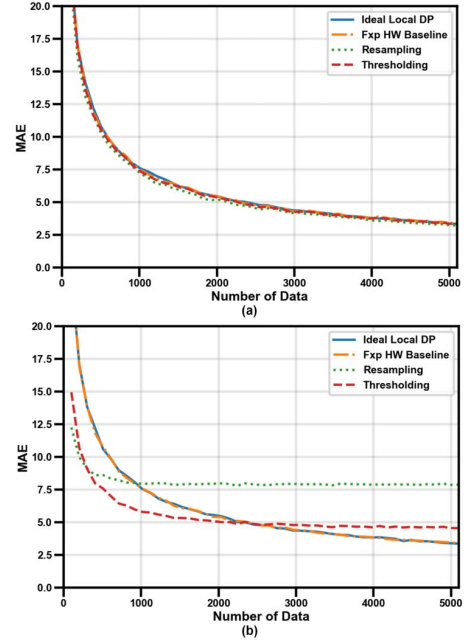 20.0
17.5
15.0
12.5
10.0
7.5
5.0
2.5
0.0
MAE
Ideal Local DP
Fxp HW Baseline
Resampling
Thresholding
0 1000 2000 3000 4000 5000
Number of Data
(a)
20.0
17.5
15.0
12.5
10.0
7.5
5.0
2.5
0.0
MAE
Ideal Local DP
Fxp HW Baseline
Resampling
Thresholding
0 1000 2000 3000 4000 5000
Number of Data
(b)